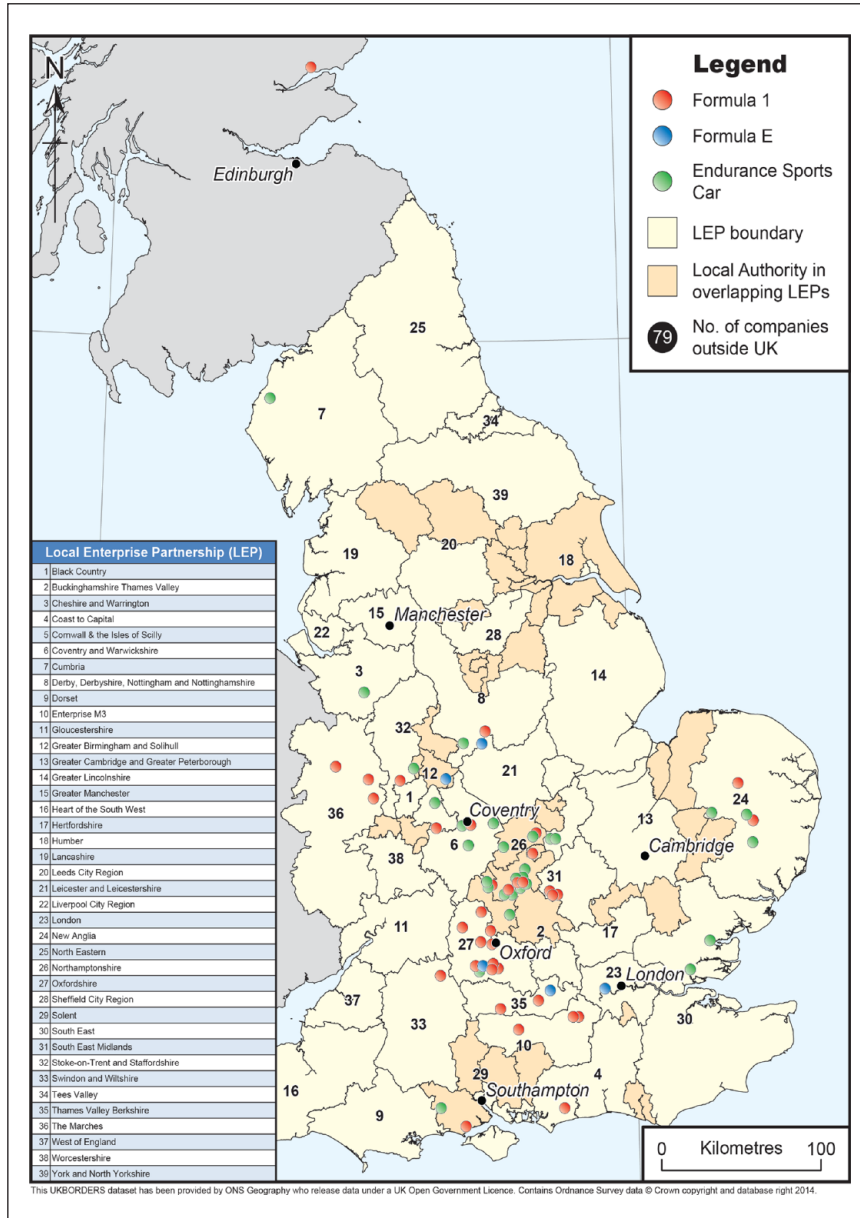 N
Legend
Formula 1
Formula E
Endurance Sports
Car
LEP boundary
Local Authority in
overlapping LEPs
79
No. of companies
outside UK
Edinburgh
25
7
34
39
19
20
18
15
Manchester
22
28
3
14
8
32
12
21
24
1
13
36
Coventry
Cambridge
6
26
38
31
11
2
17
27
Oxford
23
London
37
35
30
33
10
29
4
16
Southampton
9
Local Enterprise Partnership (LEP)
1 Black Country
2 Buckinghamshire Thames Valley
3 Cheshire and Warrington
4 Coast to Capital
5 Cornwall & the Isles of Scilly
6 Coventry and Warwickshire
7 Cumbria
8 Derby, Derbyshire, Nottingham and Nottinghamshire
9 Dorset
10 Enterprise M3
11 Gloucestershire
12 Greater Birmingham and Solihull
13 Greater Cambridge and Greater Peterborough
14 Greater Lincolnshire
15 Greater Manchester
16 Heart of the South West
17 Hertfordshire
18 Humber
19 Lancashire
20 Leeds City Region
21 Leicester and Leicestershire
22 Liverpool City Region
23 London
24 New Anglia
25 North Eastern
26 Northamptonshire
27 Oxfordshire
28 Sheffield City Region
29 Solent
30 South East
31 South East Midlands
32 Stoke-on-Trent and Staffordshire
33 Swindon and Wiltshire
34 Tees Valley
35 Thames Valley Berkshire
36 The Marches
37 West of England
38 Worcestershire
39 York and North Yorkshire
0 Kilometres 100
This UKBORDERS dataset has been provided by ONS Geography who release data under a UK Open Government Licence. Contains Ordnance Survey data © Crown copyright and database right 2014.